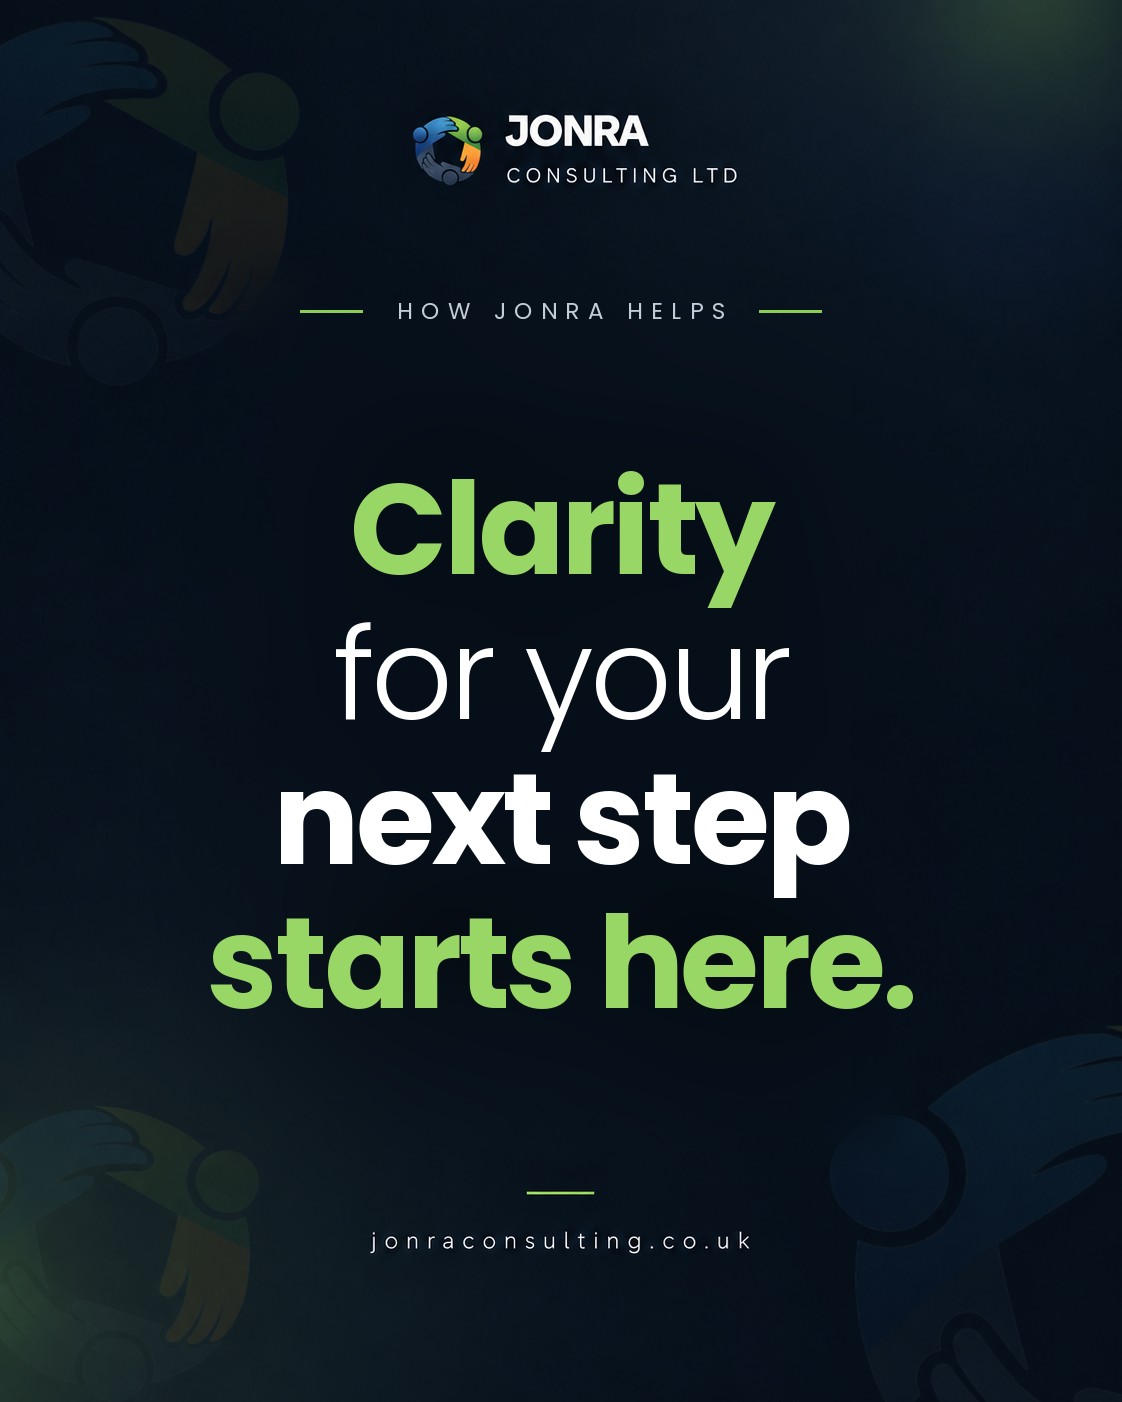 JONRA
CONSULTING LTD
HOW JONRA HELPS
Clarity
for your
next step
starts here.
jonraconsulting.co.uk